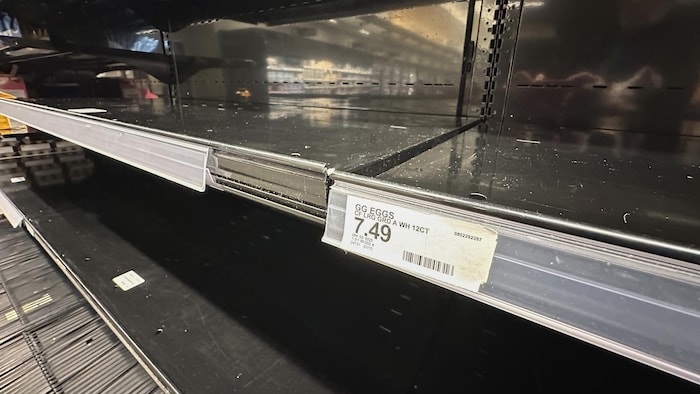 GG EGGS
CF LRG GRD A WH 12CT
7.49